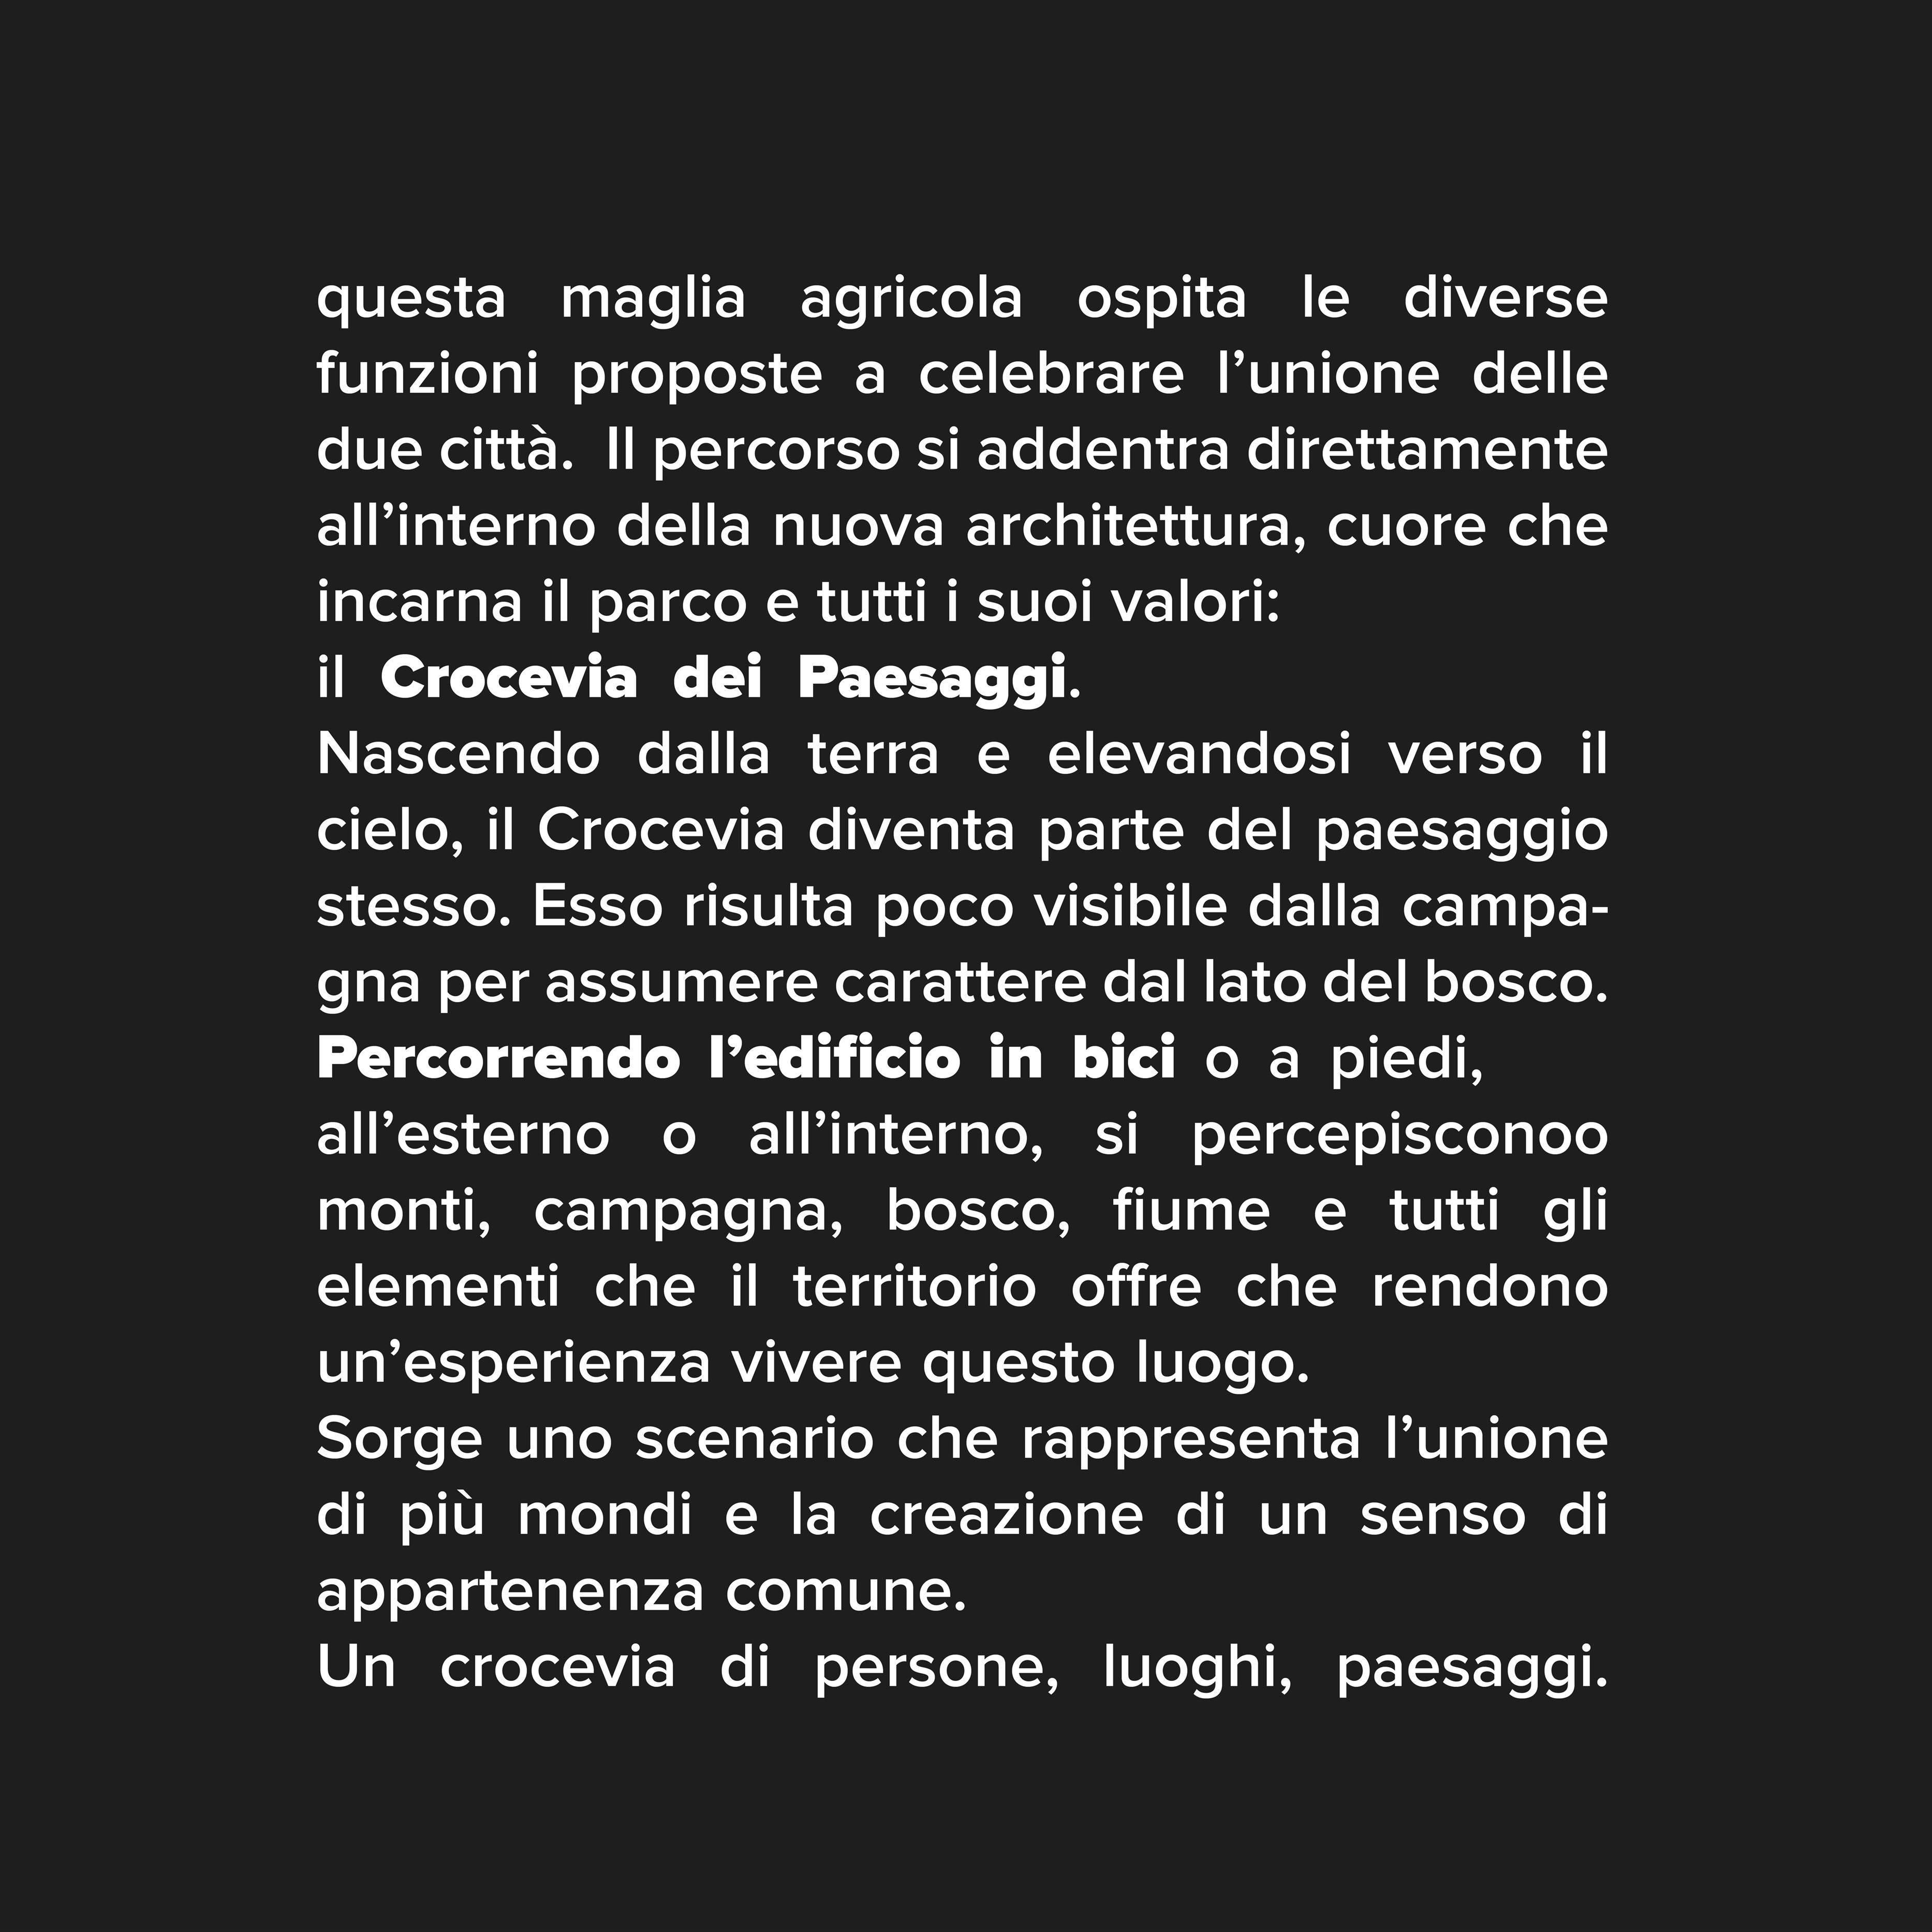 questa maglia agricola ospita le diverse
funzioni proposte a celebrare l’unione delle
due città.  Il percorso si addentra direttamente
all’interno della nuova architettura, cuore che
incarna il parco e tutti i suoi valori:
il Crocevia dei Paesaggi.
Nascendo dalla terra e elevandosi verso il
cielo, il Crocevia diventa parte del paesaggio
stesso. Esso risulta poco visibile dalla campa-
gna per assumere carattere dal lato del bosco.
Percorrendo l’edificio in bici o a piedi,
all’esterno o all’interno, si percepisconoo
monti, campagna, bosco, fiume e tutti gli
elementi che il territorio offre che rendono
un’esperienza vivere questo luogo.
Sorge uno scenario che rappresenta l’unione
di più mondi e la creazione di un senso di
appartenenza comune.
Un crocevia di persone, luoghi, paesaggi.